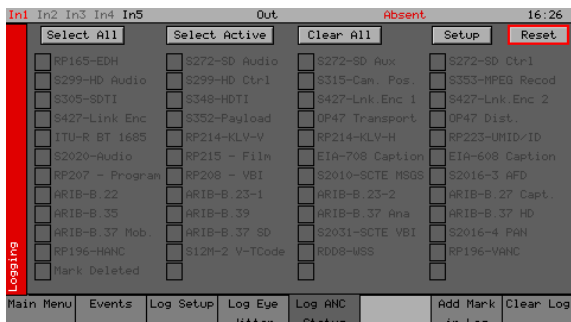 In1 In2 In3 In4 In5 Out Absent 16:26
Select All Select Active Clear All Setup Reset
RP165-EDH S272-SD Audio S272-SD Aux S272-SD Ctrl
S299-HD Audio S299-HD Ctrl S315-Cam. Pos. S353-MPEG Recod
S305-SDTI S348-HDTI S427-Lnk.Enc 1 S427-Lnk.Enc 2
S427-Link Enc S352-Payload OP47 Transport OP47 Dist.
ITU-R BT 1685 RP214-KLV-V RP214-KLV-H RP223-UMID/ID
S2020-Audio RP215 - Film EIA-708 Caption EIA-608 Caption
RP207 - Program RP208 - VBI S2010-SCTE MSGS S2016-3 AFD
ARIB-B.22 ARIB-B.23-1 ARIB-B.23-2 ARIB-B.27 Capt.
ARIB-B.35 ARIB-B.39 ARIB-B.37 Ana ARIB-B.37 HD
ARIB-B.37 Mob. ARIB-B.37 SD S2031-SCTE VBI S2016-4 PAN
RP196-HANC S12M-2 V-TCode RDD8-WSS RP196-VANC
Mark Deleted
Logging
Main Menu Events Log Setup Log Eye Log ANC Add Mark Clear Log
Jitter Status in Log